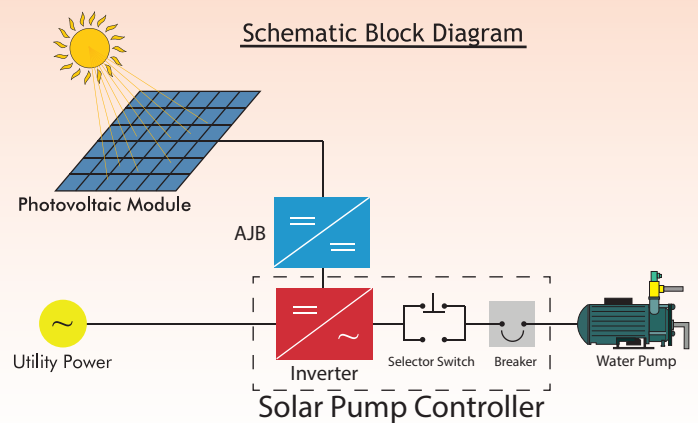 Schematic Block Diagram
Photovoltaic Module
AJB
Utility Power
Inverter
Selector Switch
Breaker
Water Pump
Solar Pump Controller